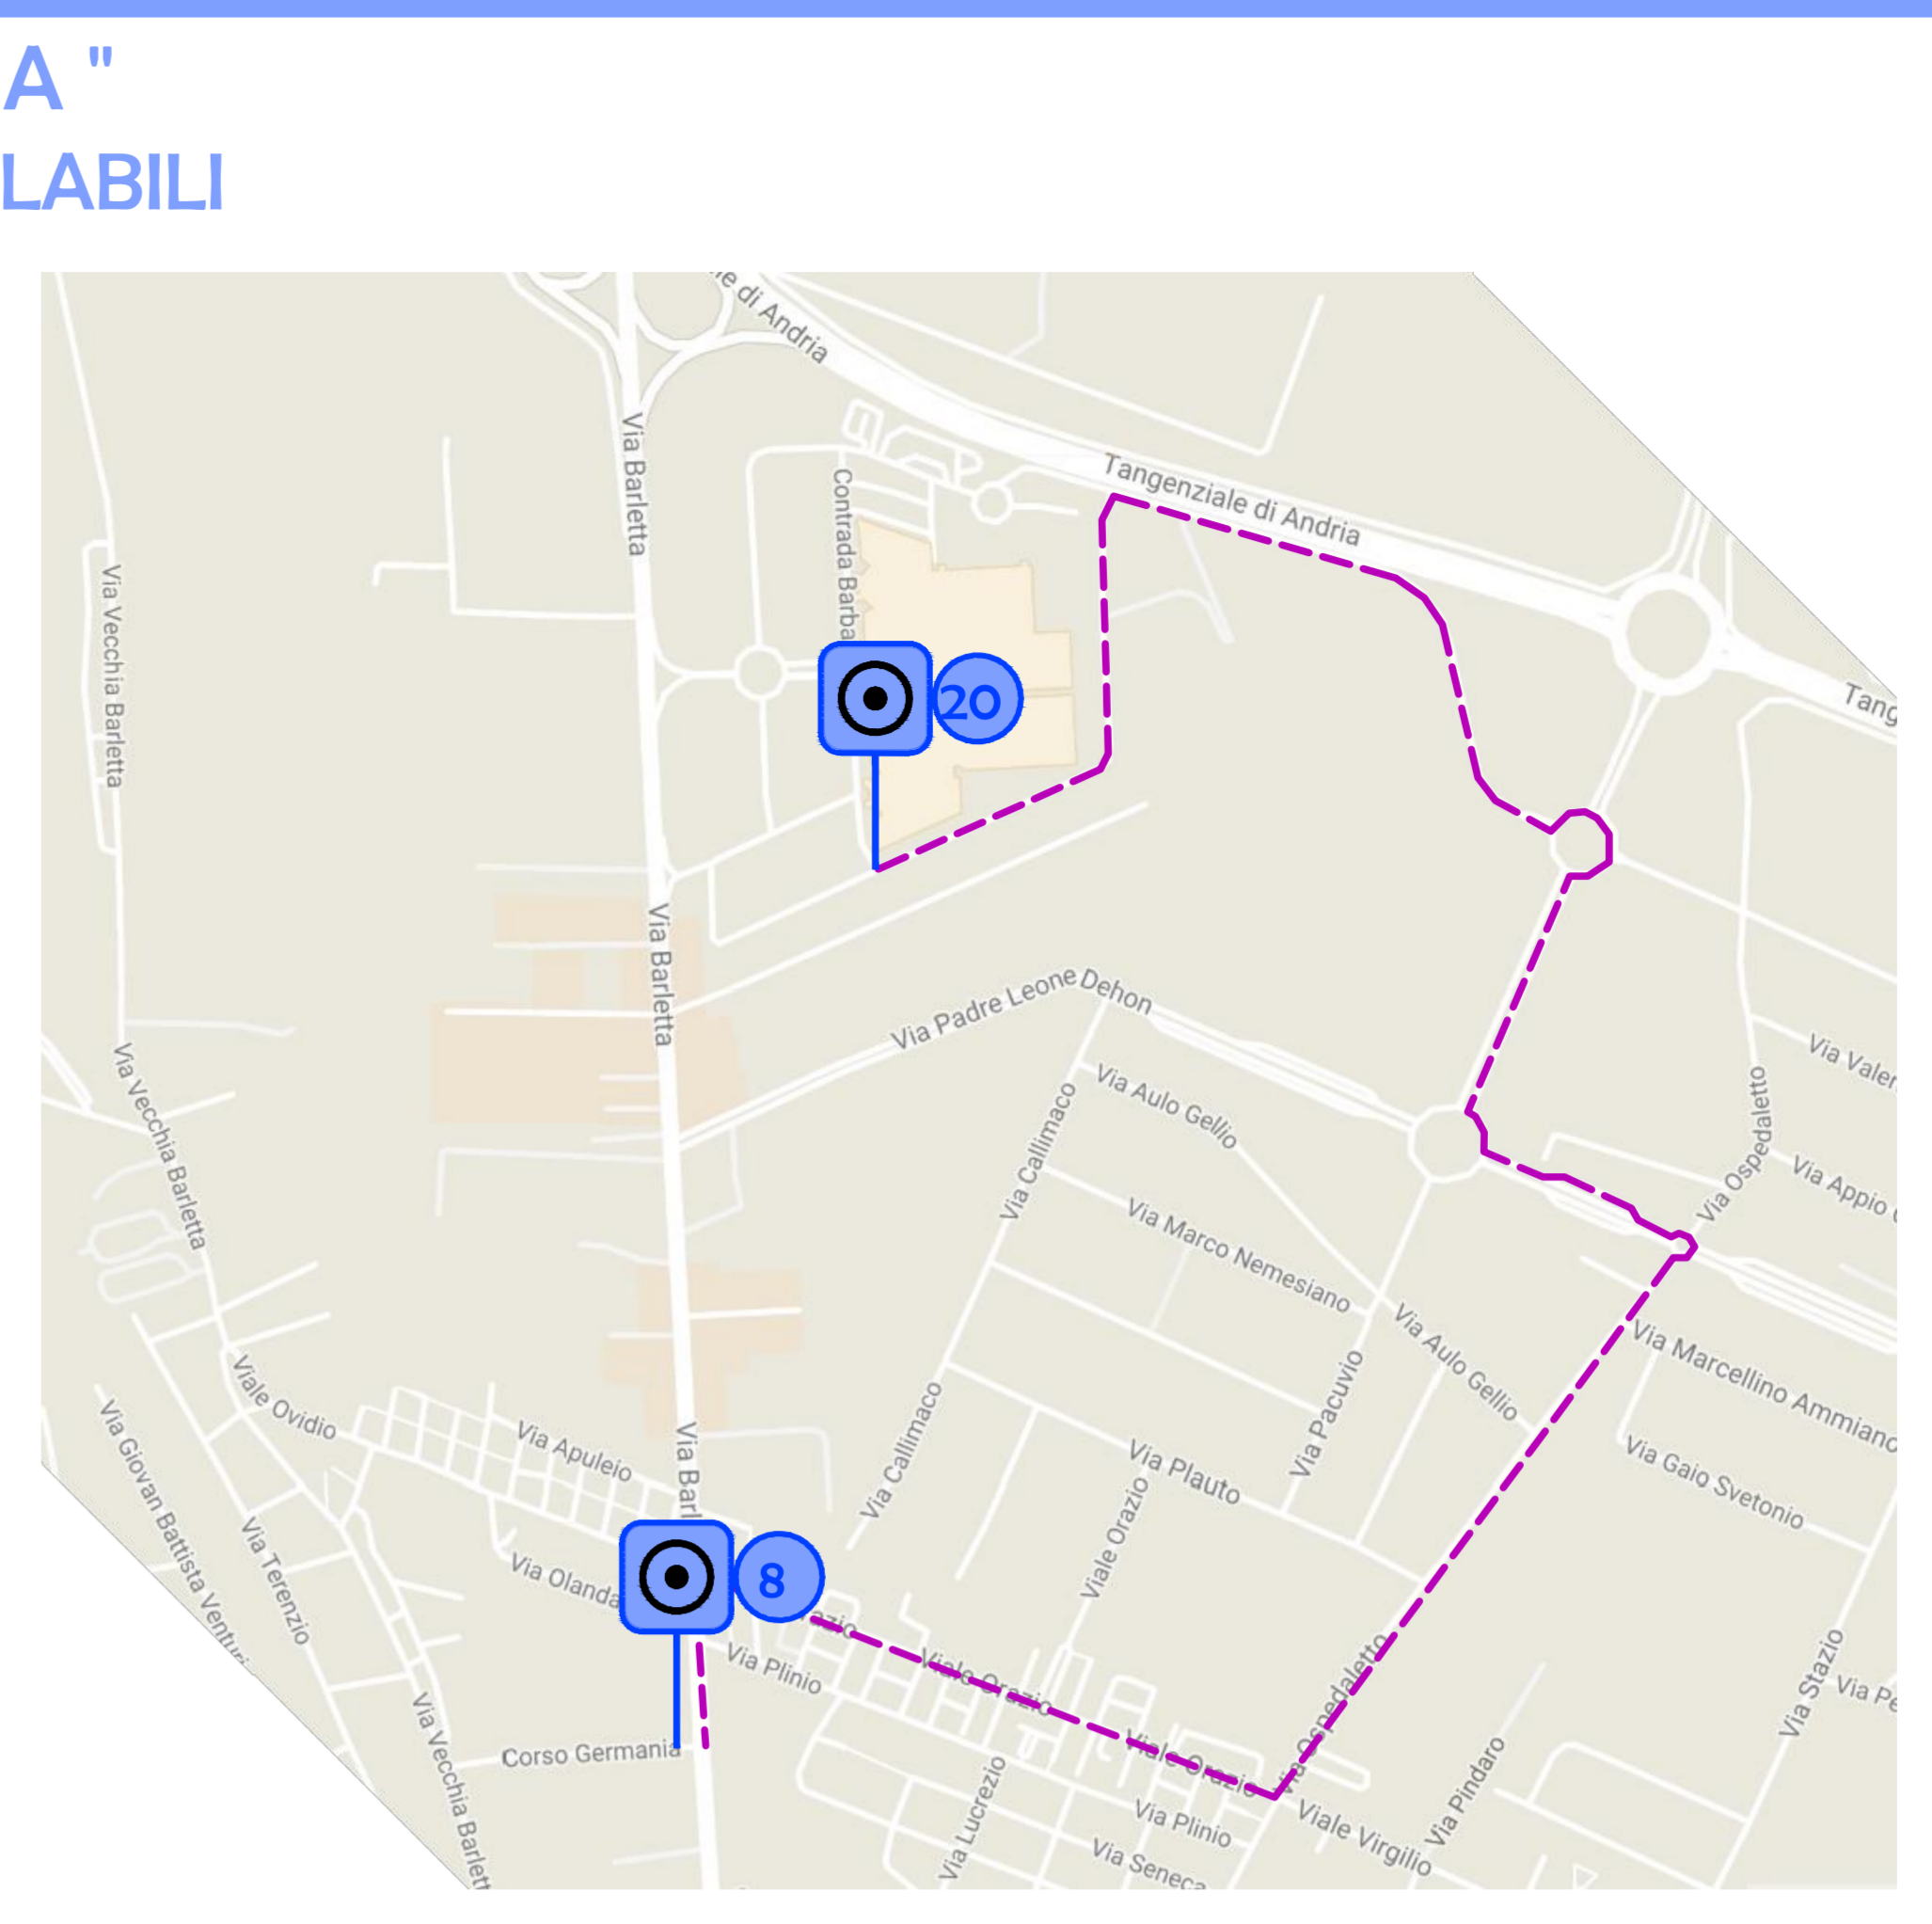 A "
LABILI
le di Andria
Via Barletta
Tangenziale di Andria
Contrada Barba
Via Vecchia Barletta
20
Tang
Via Barletta
Via Padre Leone Dehon
Via Valer
Via Vecchia Barletta
Via Aulo Gellio
Via Ospedaletto
Via Callimaco
Via Appio
Via Marco Nemesiano
Via Aulo Gellio
Via Marcellino Ammiano
Viale Ovidio
Via Pacuvio
Via Giovan Battista Venturi
Via Apuleio
Via Barl
Via Callimaco
Via Plauto
Via Gaio Svetonio
Viale Orazio
Via Terenzio
Via Olanda
8
razio
Via Plinio
Viale Orazio
Via Ospedaletto
Via Stazio
Via Pe
Via Vecchia Barlett
Corso Germania
Viale Orazio
Via Pindaro
Via Lucrezio
Via Plinio
Viale Virgilio
Via Seneca